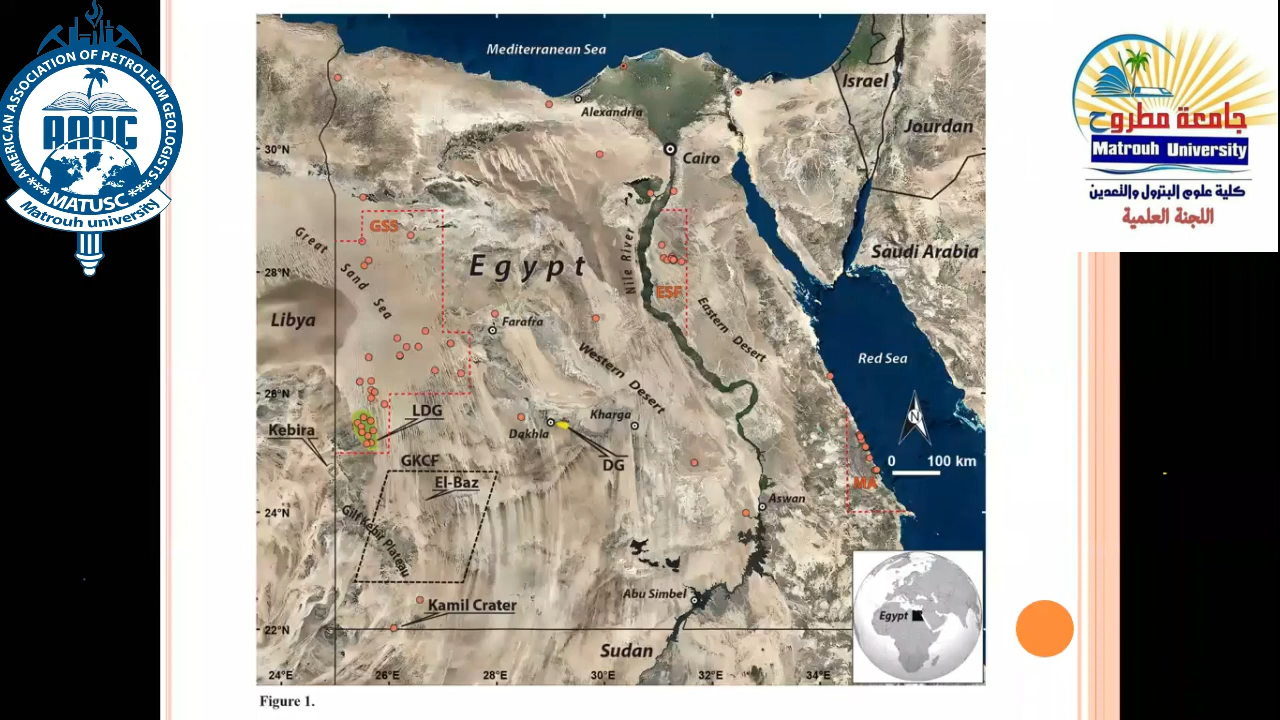 AMERICAN ASSOCIATION OF PETROLEUM GEOLOGISTS
AAPG
MATUSC
Matrouh university
جامعة مطروح
Matrouh University
كلية علوم البترول والتعدين
اللجنة العلمية
Mediterranean Sea
Israel
Alexandria
Jourdan
30°N
Cairo
GSS
Great Sand Sea
Nile River
Saudi Arabia
28°N
Egypt
ESF
Eastern Desert
Libya
Farafra
Western Desert
Red Sea
26°N
LDG
Kharga
N
Kebira
Dakhla
GKCF
DG
0 100 km
El-Baz
MA
Aswan
24°N
Gilf Kebir Plateau
Abu Simbel
Kamil Crater
Egypt
22°N
Sudan
24°E 26°E 28°E 30°E 32°E 34°E
Figure 1.